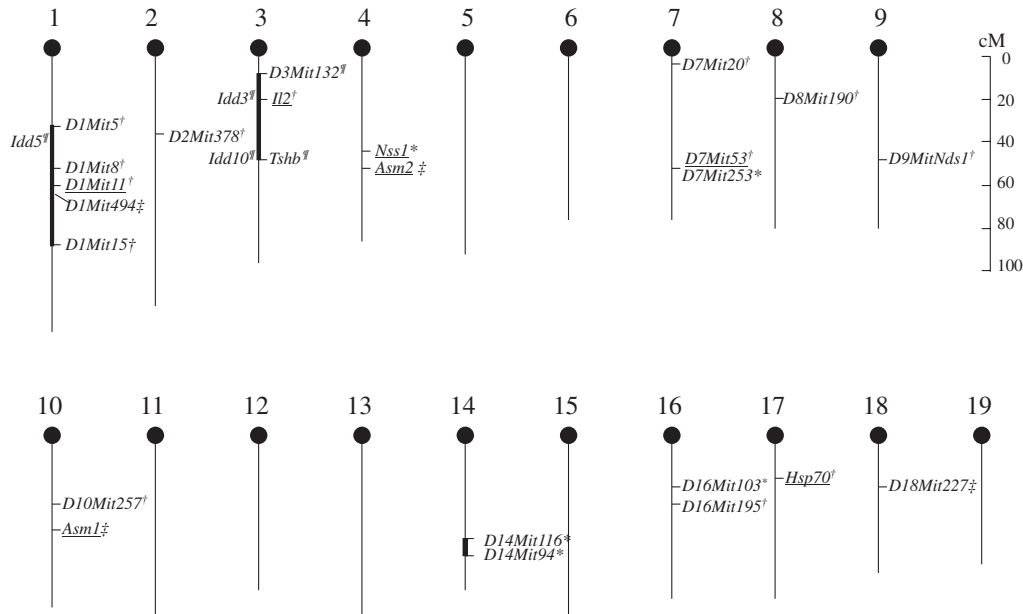 1 2 3 4 5 6 7 8 9
cM
0
D7Mit20†
D3Mit132¶
Idd3¶ Il2† D8Mit190† 20
D1Mit5†
Idd5¶ D2Mit378† 40
Nss1*
Idd10¶ Tshb¶ D7Mit53† D9MitNds1†
D1Mit8† Asm2 ‡ D7Mit253*
D1Mit11† 60
D1Mit494‡
80
D1Mit15†
100
10 11 12 13 14 15 16 17 18 19
Hsp70†
D16Mit103* D18Mit227‡
D10Mit257† D16Mit195†
Asm1‡
D14Mit116*
D14Mit94*